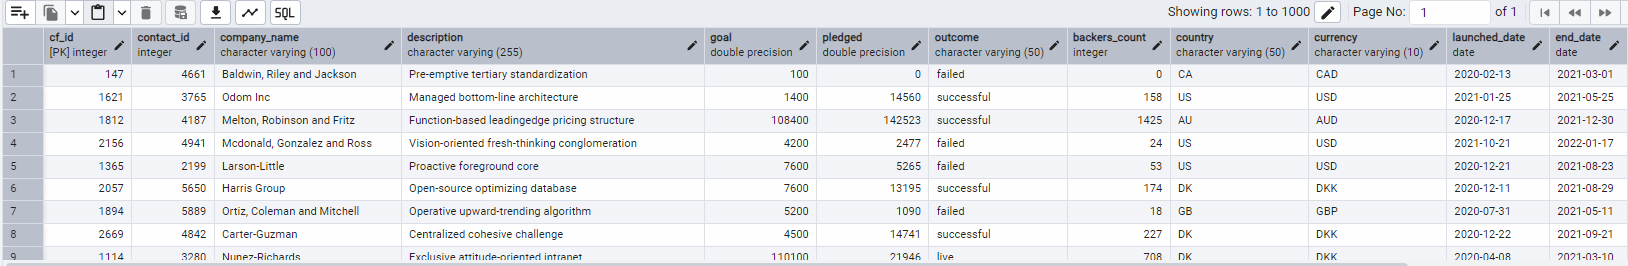 SQL Showing rows: 1 to 1000 Page No: 1 of 1
cf_id contact_id company_name description goal pledged outcome backers_count country currency launched_date end_date
[PK] integer integer character varying (100) character varying (255) double precision double precision character varying (50) integer character varying (50) character varying (10) date date
1 147 4661 Baldwin, Riley and Jackson Pre-emptive tertiary standardization 100 0 failed 0 CA CAD 2020-02-13 2021-03-01
2 1621 3765 Odom Inc Managed bottom-line architecture 1400 14560 successful 158 US USD 2021-01-25 2021-05-25
3 1812 4187 Melton, Robinson and Fritz Function-based leadingedge pricing structure 108400 142523 successful 1425 AU AUD 2020-12-17 2021-12-30
4 2156 4941 Mcdonald, Gonzalez and Ross Vision-oriented fresh-thinking conglomeration 4200 2477 failed 24 US USD 2021-10-21 2022-01-17
5 1365 2199 Larson-Little Proactive foreground core 7600 5265 failed 53 US USD 2020-12-21 2021-08-23
6 2057 5650 Harris Group Open-source optimizing database 7600 13195 successful 174 DK DKK 2020-12-11 2021-08-29
7 1894 5889 Ortiz, Coleman and Mitchell Operative upward-trending algorithm 5200 1090 failed 18 GB GBP 2020-07-31 2021-05-11
8 2669 4842 Carter-Guzman Centralized cohesive challenge 4500 14741 successful 227 DK DKK 2020-12-22 2021-09-21
9 1114 3280 Nunez-Richards Exclusive attitude-oriented intranet 110100 21946 live 708 DK DKK 2020-04-08 2021-03-10